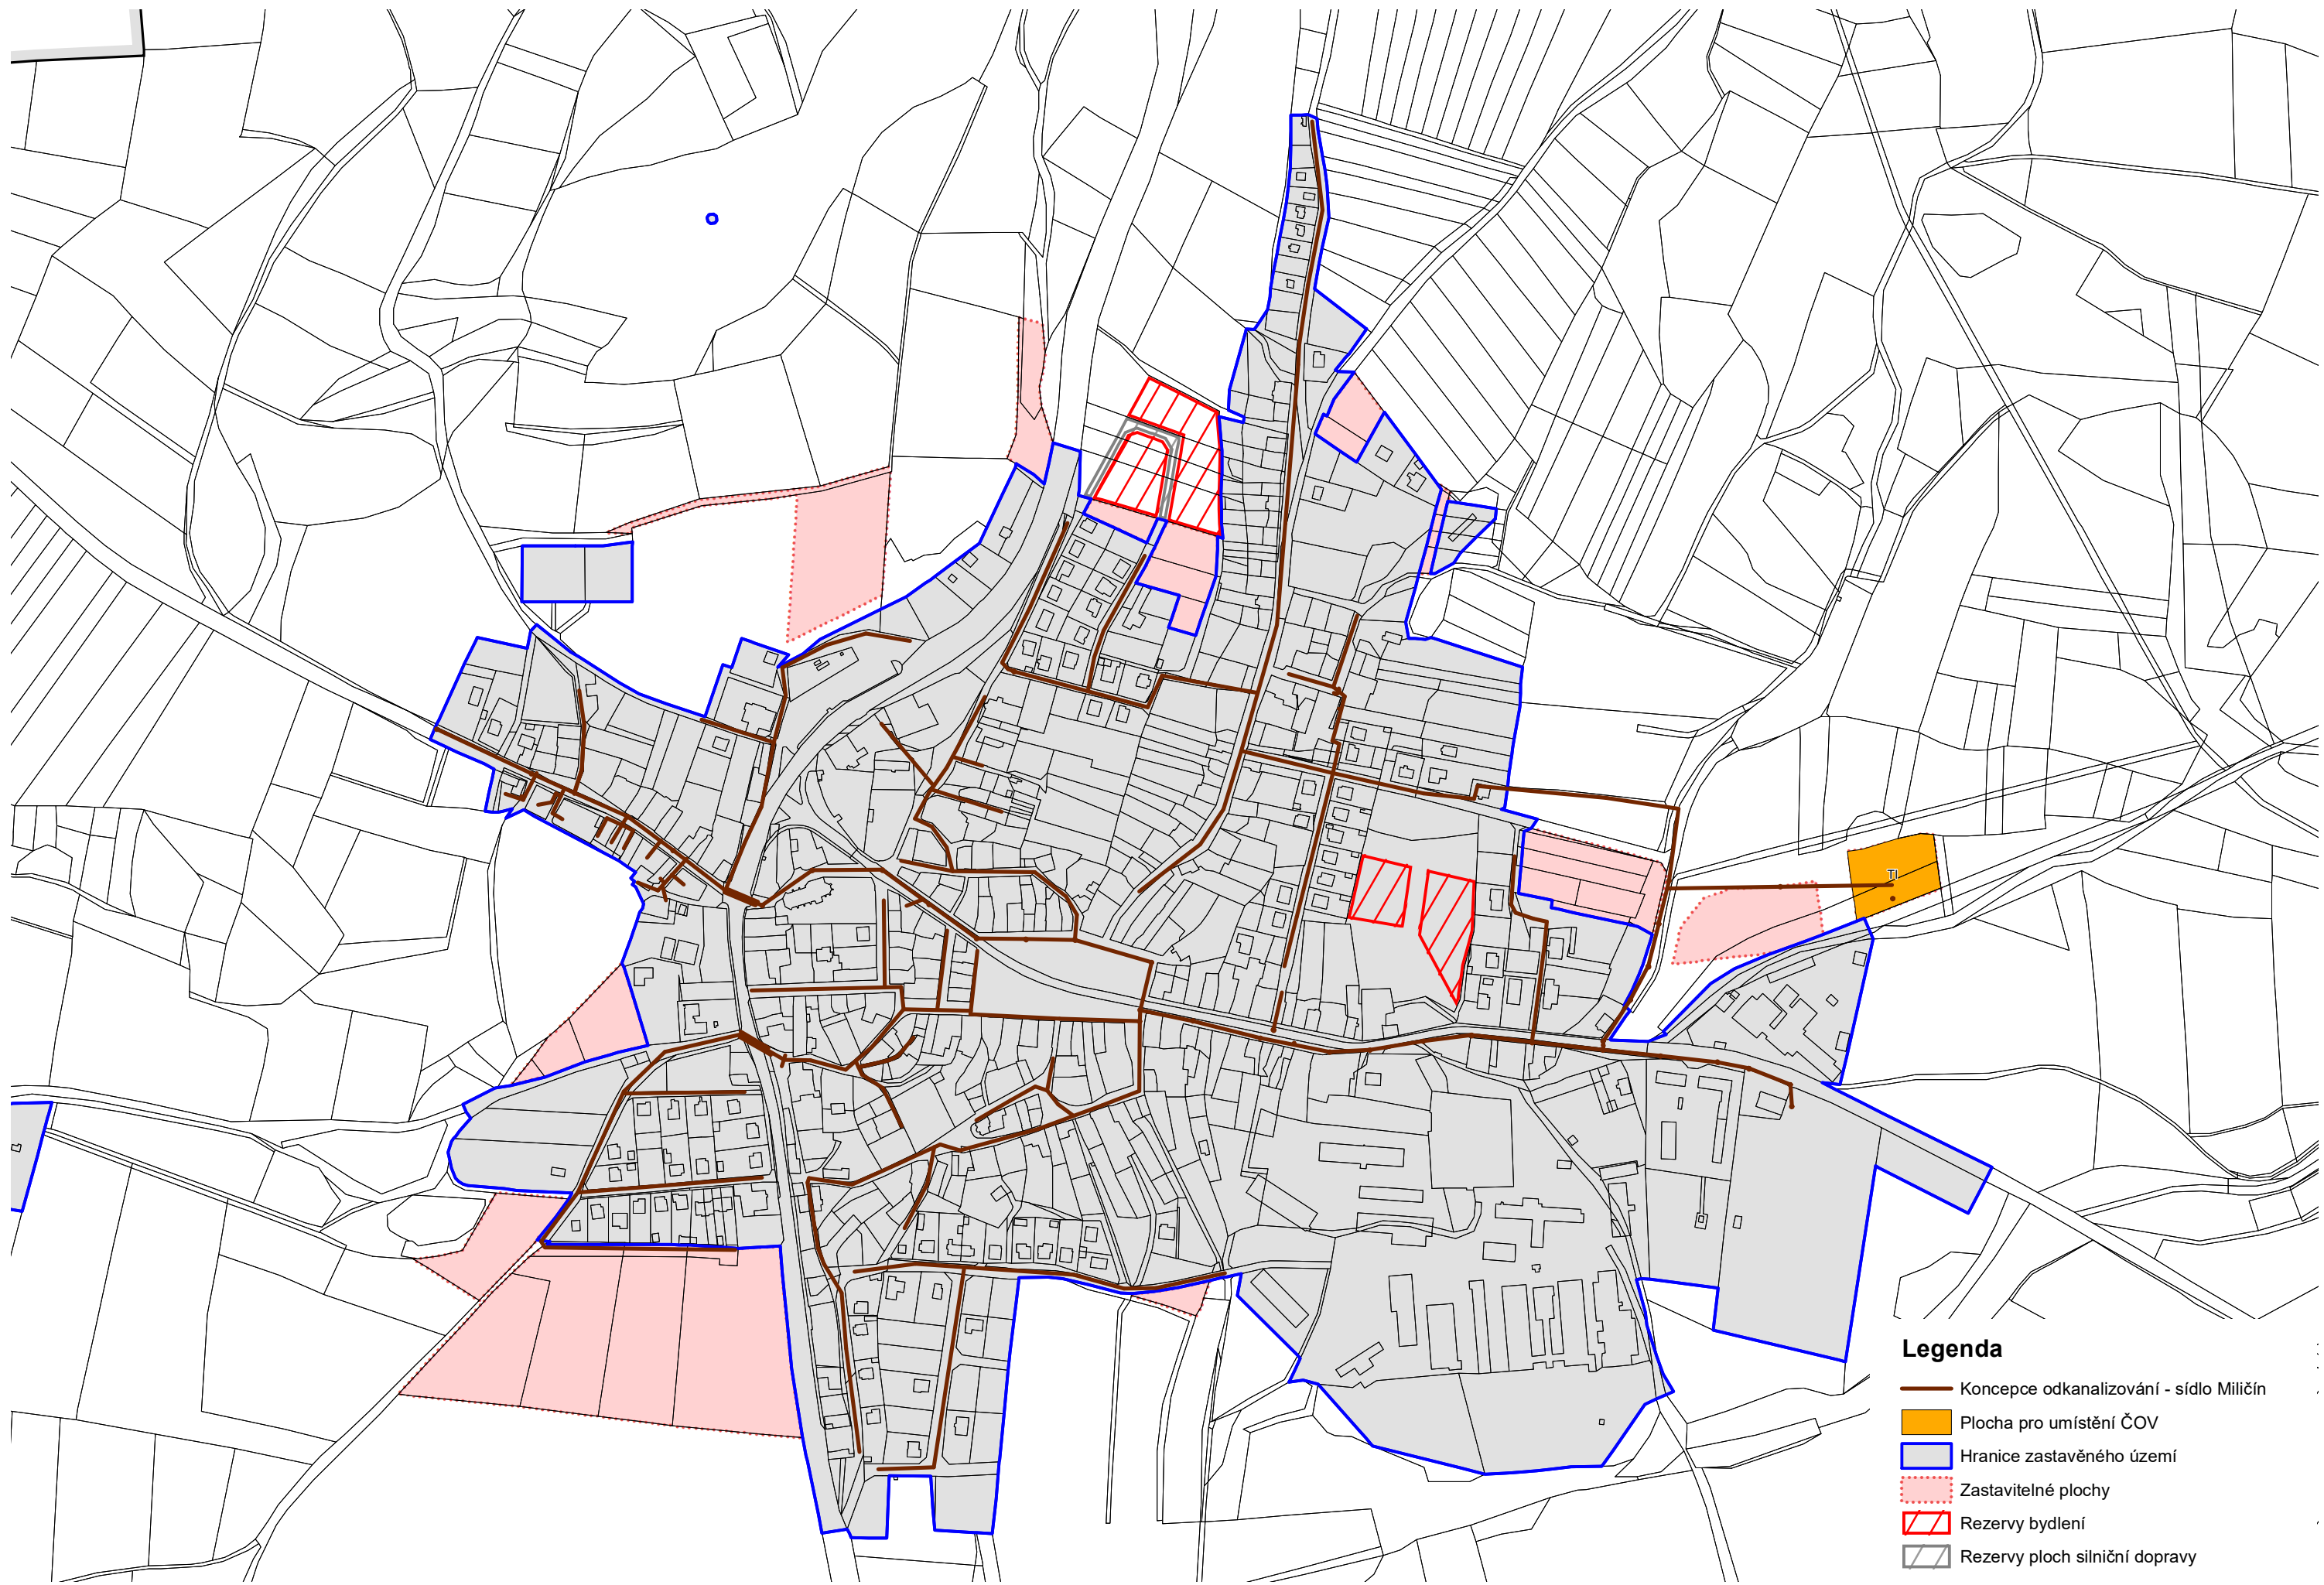 TI
Legenda
Koncepce odkanalizování - sídlo Miličín
Plocha pro umístění ČOV
Hranice zastavěného území
Zastavitelné plochy
Rezervy bydlení
Rezervy ploch silniční dopravy